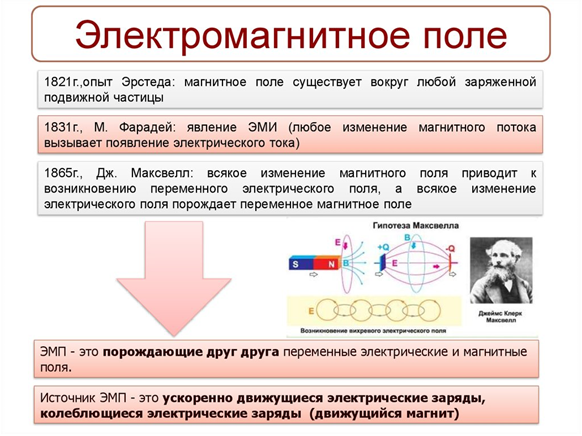 Электромагнитное поле
1821г.,опыт Эрстеда: магнитное поле существует вокруг любой заряженной
подвижной частицы
1831г., М. Фарадей: явление ЭМИ (любое изменение магнитного потока
вызывает появление электрического тока)
1865г., Дж. Максвелл: всякое изменение магнитного поля приводит к
возникновению переменного электрического поля, а всякое изменение
электрического поля порождает переменное магнитное поле
Гипотеза Максвелла
E
+Q
B
-Q
S N
B
E
E
Джеймс Клерк
Максвелл
Возникновение вихревого электрического поля
ЭМП - это порождающие друг друга переменные электрические и магнитные
поля.
Источник ЭМП - это ускоренно движущиеся электрические заряды,
колеблющиеся электрические заряды (движущийся магнит)